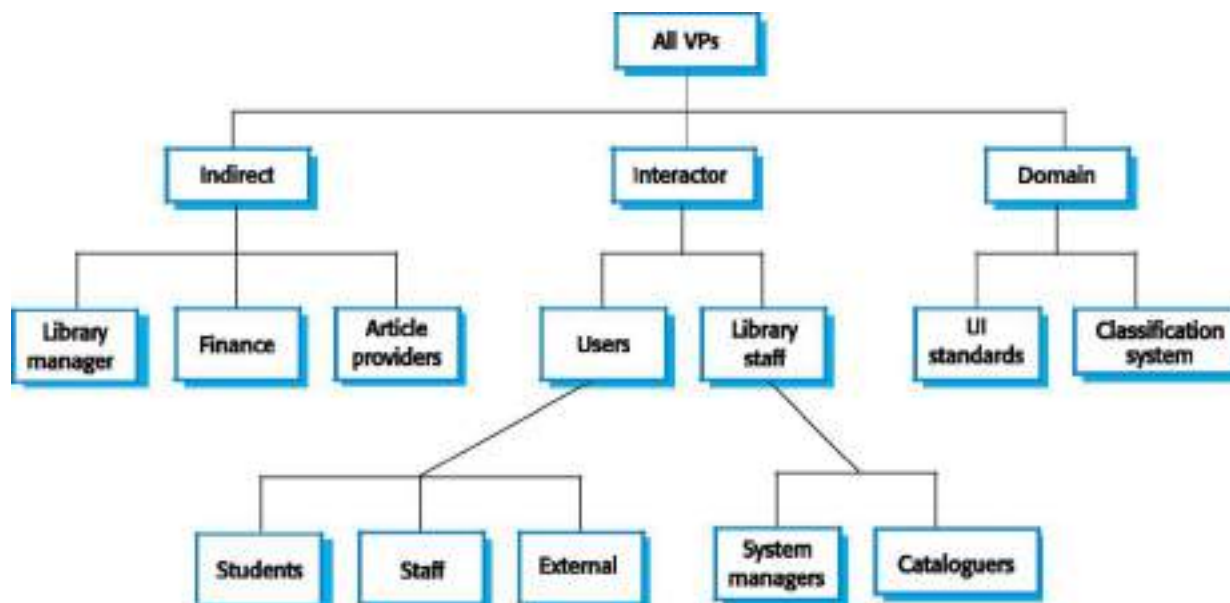 All VPs
Indirect
Interactor
Domain
Library
manager
Finance
Article
providers
Users
Library
staff
UI
standards
Classification
system
Students
Staff
External
System
managers
Cataloguers